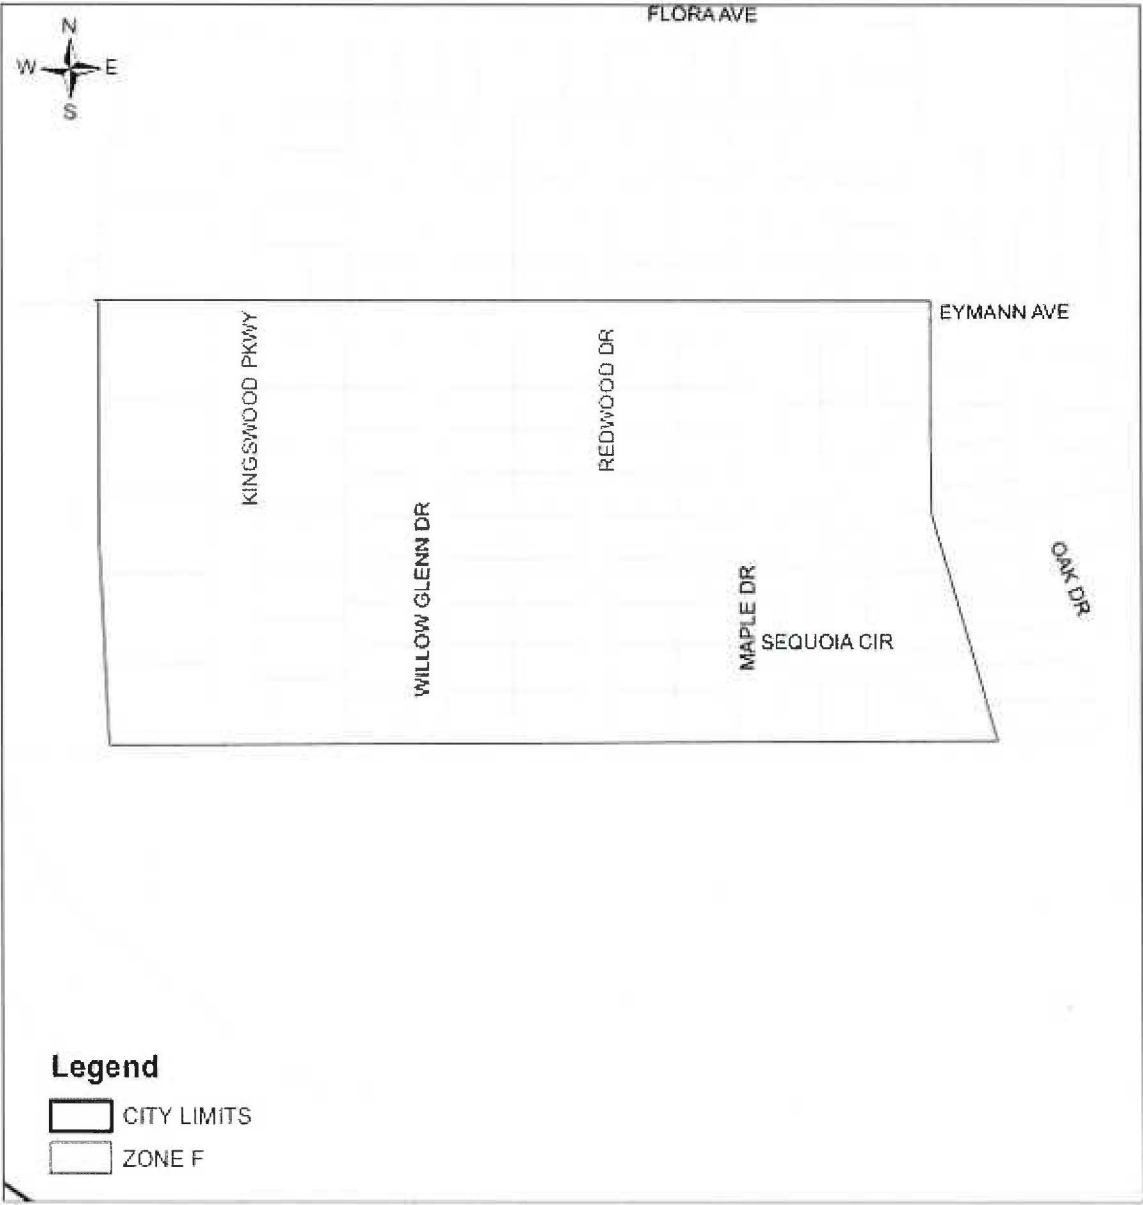 FLORA AVE
N
W E
S
EYMANN AVE
KINGSWOOD PKWY
REDWOOD DR
WILLOW GLENN DR
OAK DR
MAPLE DR
SEQUOIA CIR
Legend
CITY LIMITS
ZONE F